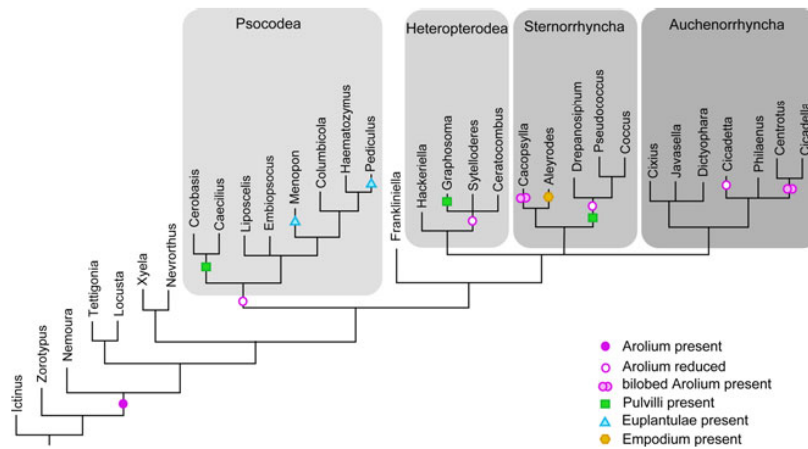 Psocodea
Heteropterodea
Sternorrhyncha
Auchenorrhyncha
Ictinus
Zorotypus
Nemoura
Tettigonia
Locusta
Xyela
Nevrorthus
Cerobasis
Caecilius
Liposcelis
Embiopsocus
Menopon
Columbicola
Haematozymus
Pediculus
Frankliniella
Hackeriella
Graphosoma
Sytelloderes
Ceratocombus
Cacopsylla
Aleyrodes
Drepanosiphum
Pseudococcus
Coccus
Cixius
Javasella
Dictyophara
Cicadetta
Philaenus
Centrotus
Cicadella
Arolium present
Arolium reduced
bilobed Arolium present
Pulvilli present
Euplantulae present
Empodium present